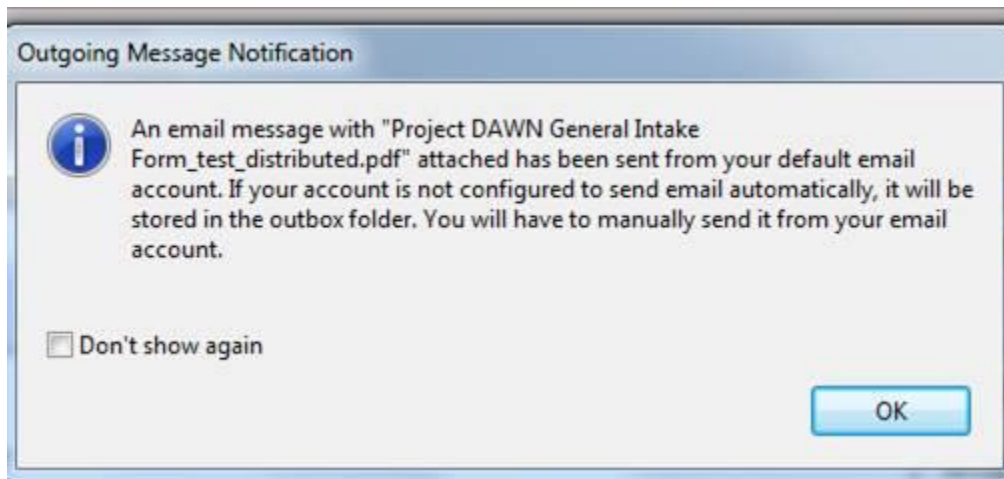 Outgoing Message Notification
An email message with "Project DAWN General Intake
Form_test_distributed.pdf" attached has been sent from your default email
account. If your account is not configured to send email automatically, it will be
stored in the outbox folder. You will have to manually send it from your email
account.
Don't show again
OK